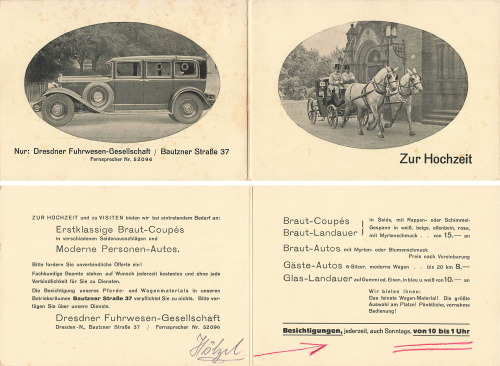 Nur: Dresdner Fuhrwesen-Gesellschaft / Bautzner Straße 37
Fernsprecher Nr. 52096
Zur Hochzeit
ZUR HOCHZEIT und zu VISITEN bieten wir bei eintretendem Bedarf an:
Erstklassige Braut-Coupés
in verschiedenen Seidenausschlägen und
Moderne Personen-Autos.
Bitte fordern Sie unverbindliche Offerte ein!
Fachkundige Beamte stehen auf Wunsch jederzeit kostenlos und ohne jede
Verbindlichkeit für Sie zu Diensten.
Die Besichtigung unseres Pferde- und Wagenmaterials in unseren
Betriebsräumen Bautzner Straße 37 verpflichtet Sie zu nichts. Bitte ver-
fügen Sie über unsere Dienste.
Dresdner Fuhrwesen-Gesellschaft
Dresden-N., Bautzner Straße 37 / Fernsprecher Nr. 52096
Hölzel
Braut-Coupés
Braut-Landauer
in Seide, mit Rappen- oder Schimmel-
Gespann in weiß, beige, elfenbein, rosa,
mit Myrtenschmuck . . von 15.— an
Braut-Autos mit Myrten- oder Blumenschmuck
Preis nach Vereinbarung
Gäste-Autos 6-Sitzer, moderne Wagen . . bis zu 20 km 8.—
Glas-Landauer auf Gummi od. Eisen, in bleu u. weiß von 10.— an
Wir bieten Ihnen:
Das feinste Wagen-Material! Die größte
Auswahl am Platze! Pünktliche, vornehme
Bedienung!
Besichtigungen, jederzeit, auch Sonntags, von 10 bis 1 Uhr